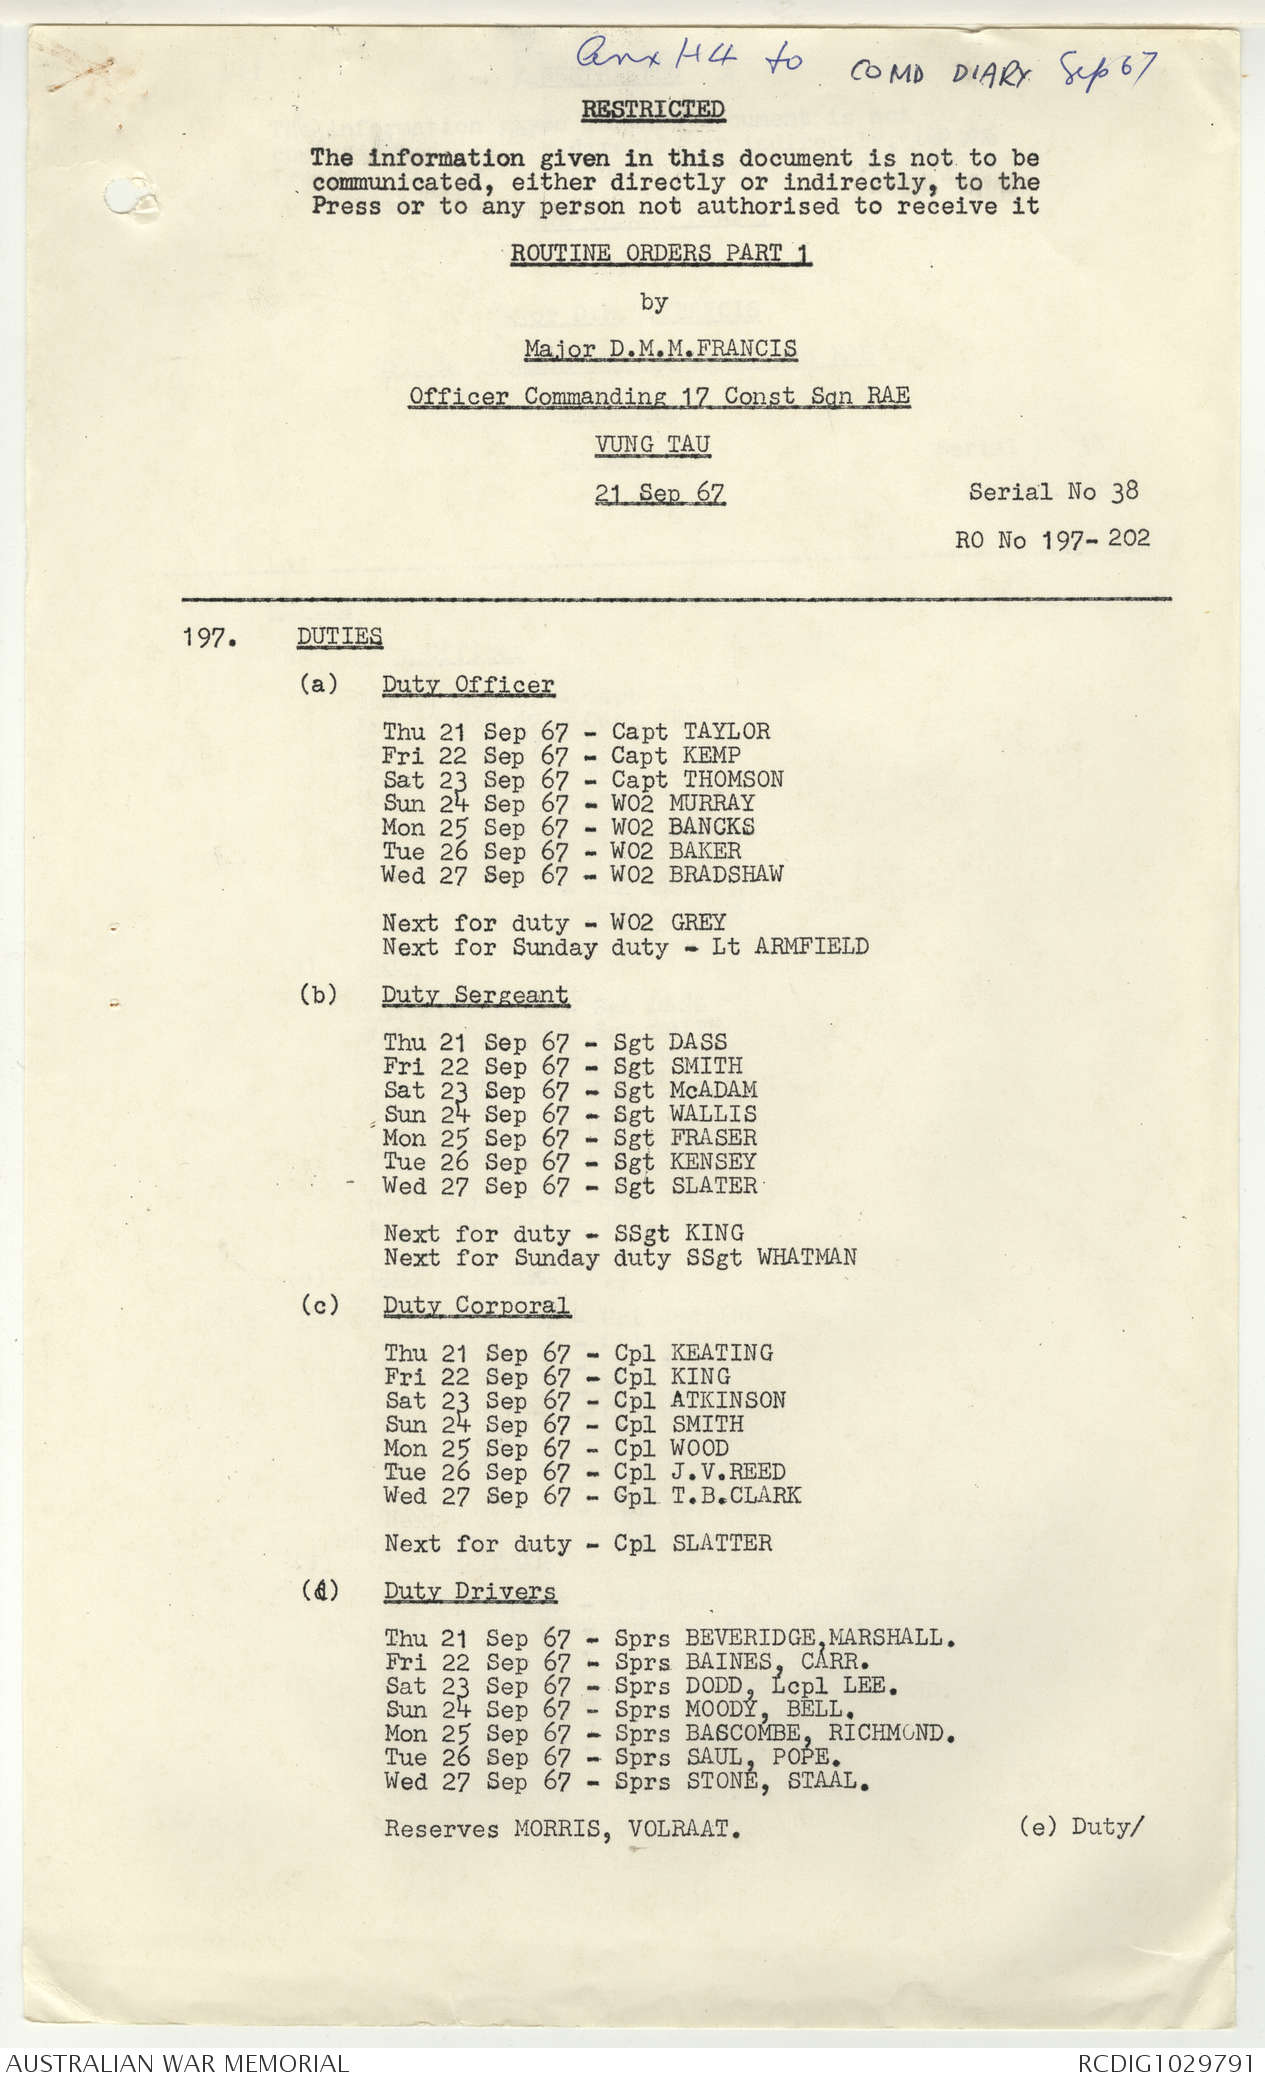 Anx H4 to COMD DIARY Sep 67
RESTRICTED
The information given in this document is not to be
communicated, either directly or indirectly, to the
Press or to any person not authorised to receive it
ROUTINE ORDERS PART 1
by
Major D.M.M.FRANCIS
Officer Commanding 17 Const Sqn RAE
VUNG TAU
21 Sep 67
Serial No 38
RO No 197-202
197. DUTIES
(a) Duty Officer
Thu 21 Sep 67 - Capt TAYLOR
Fri 22 Sep 67 - Capt KEMP
Sat 23 Sep 67 - Capt THOMSON
Sun 24 Sep 67 - WO2 MURRAY
Mon 25 Sep 67 - WO2 BANCKS
Tue 26 Sep 67 - WO2 BAKER
Wed 27 Sep 67 - WO2 BRADSHAW
Next for duty - WO2 GREY
Next for Sunday duty - Lt ARMFIELD
(b) Duty Sergeant
Thu 21 Sep 67 - Sgt DASS
Fri 22 Sep 67 - Sgt SMITH
Sat 23 Sep 67 - Sgt McADAM
Sun 24 Sep 67 - Sgt WALLIS
Mon 25 Sep 67 - Sgt FRASER
Tue 26 Sep 67 - Sgt KENSEY
Wed 27 Sep 67 - Sgt SLATER
Next for duty - SSgt KING
Next for Sunday duty SSgt WHATMAN
(c) Duty Corporal
Thu 21 Sep 67 - Cpl KEATING
Fri 22 Sep 67 - Cpl KING
Sat 23 Sep 67 - Cpl ATKINSON
Sun 24 Sep 67 - Cpl SMITH
Mon 25 Sep 67 - Cpl WOOD
Tue 26 Sep 67 - Cpl J.V.REED
Wed 27 Sep 67 - Gpl T.B.CLARK
Next for duty - Cpl SLATTER
(d) Duty Drivers
Thu 21 Sep 67 - Sprs BEVERIDGE,MARSHALL.
Fri 22 Sep 67 - Sprs BAINES, CARR.
Sat 23 Sep 67 - Sprs DODD, Lcpl LEE.
Sun 24 Sep 67 - Sprs MOODY, BELL.
Mon 25 Sep 67 - Sprs BASCOMBE, RICHMOND.
Tue 26 Sep 67 - Sprs SAUL, POPE.
Wed 27 Sep 67 - Sprs STONE, STAAL.
Reserves MORRIS, VOLRAAT.
(e) Duty/
AUSTRALIAN WAR MEMORIAL
RCDIG1029791